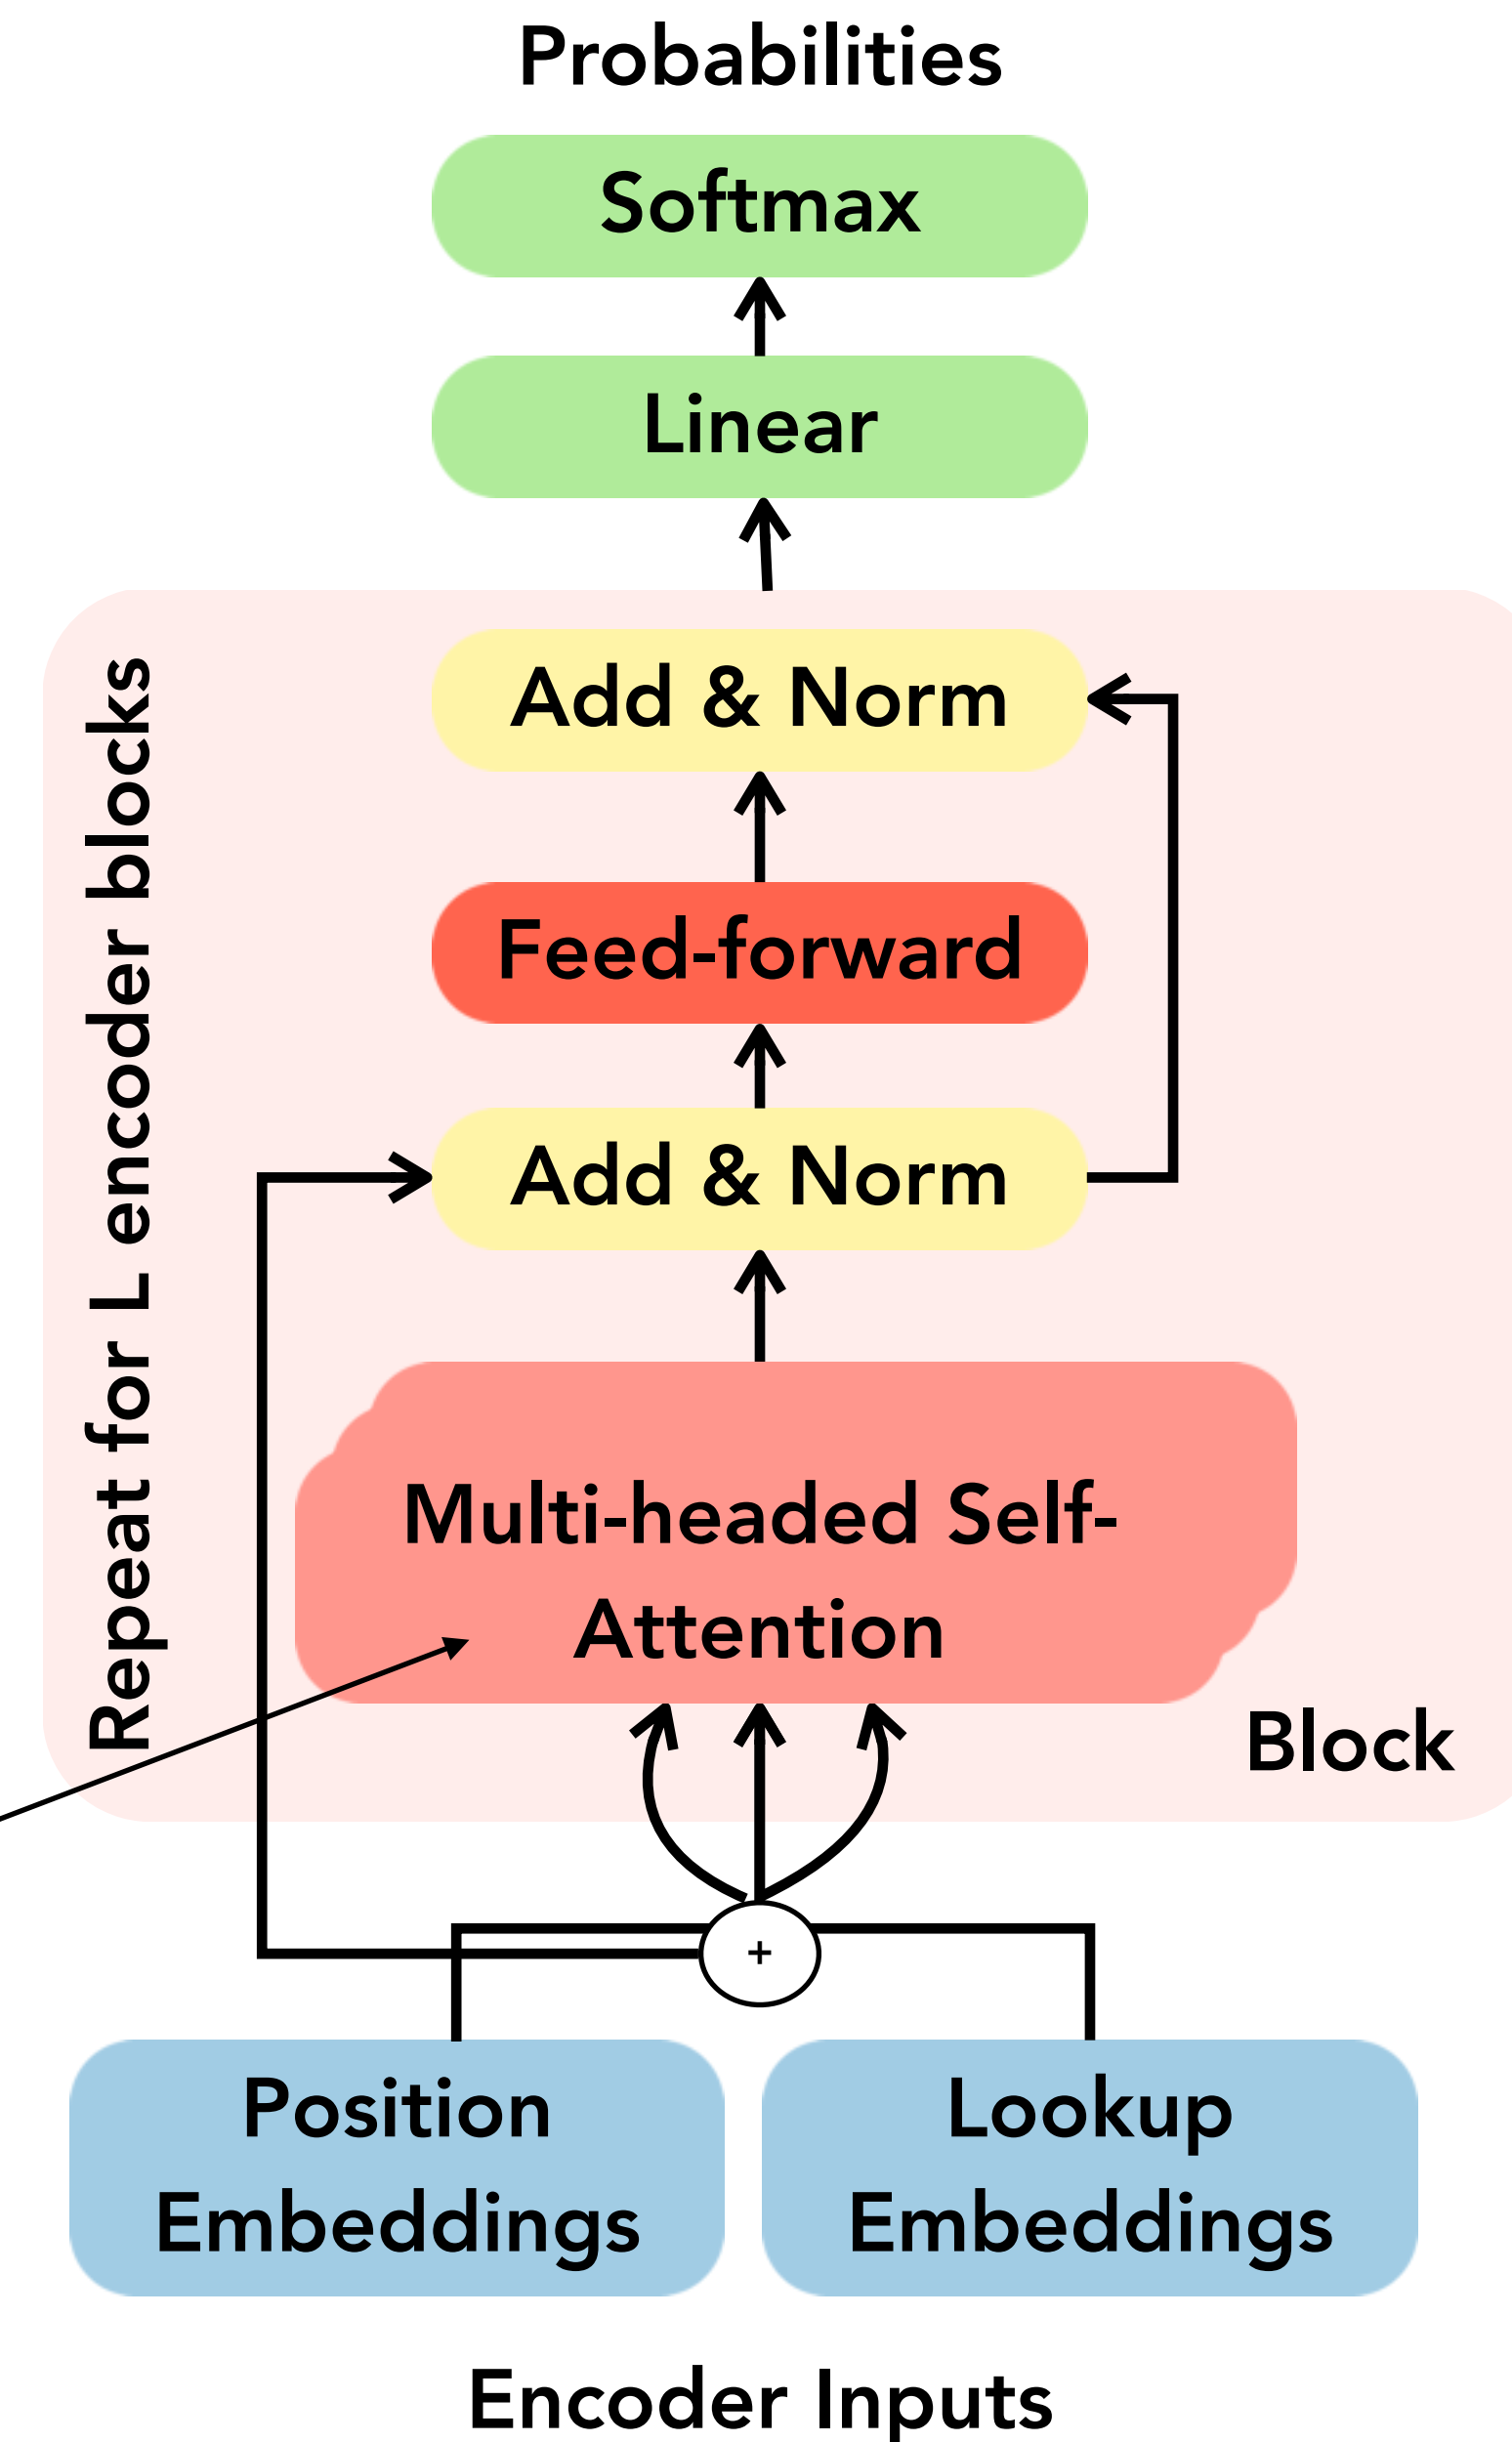 Probabilities
Softmax
Linear
Add & Norm
Feed-forward
Add & Norm
Repeat for L encoder blocks
Multi-headed Self-
Attention
Block
+
Position
Embeddings
Lookup
Embeddings
Encoder Inputs